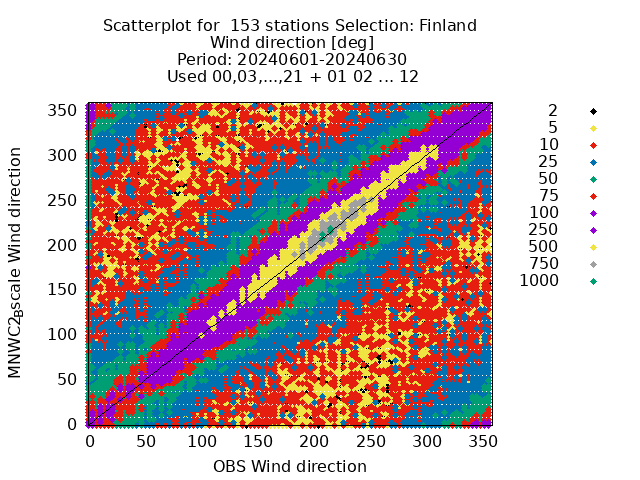 Scatterplot for 153 stations Selection: Finland
Wind direction [deg]
Period: 20240601-20240630
Used 00,03,...,21 + 01 02 ... 12
MNWC2Bscale Wind direction
350
300
250
200
150
100
50
0
0 50 100 150 200 250 300 350
OBS Wind direction
2
5
10
25
50
75
100
250
500
750
1000